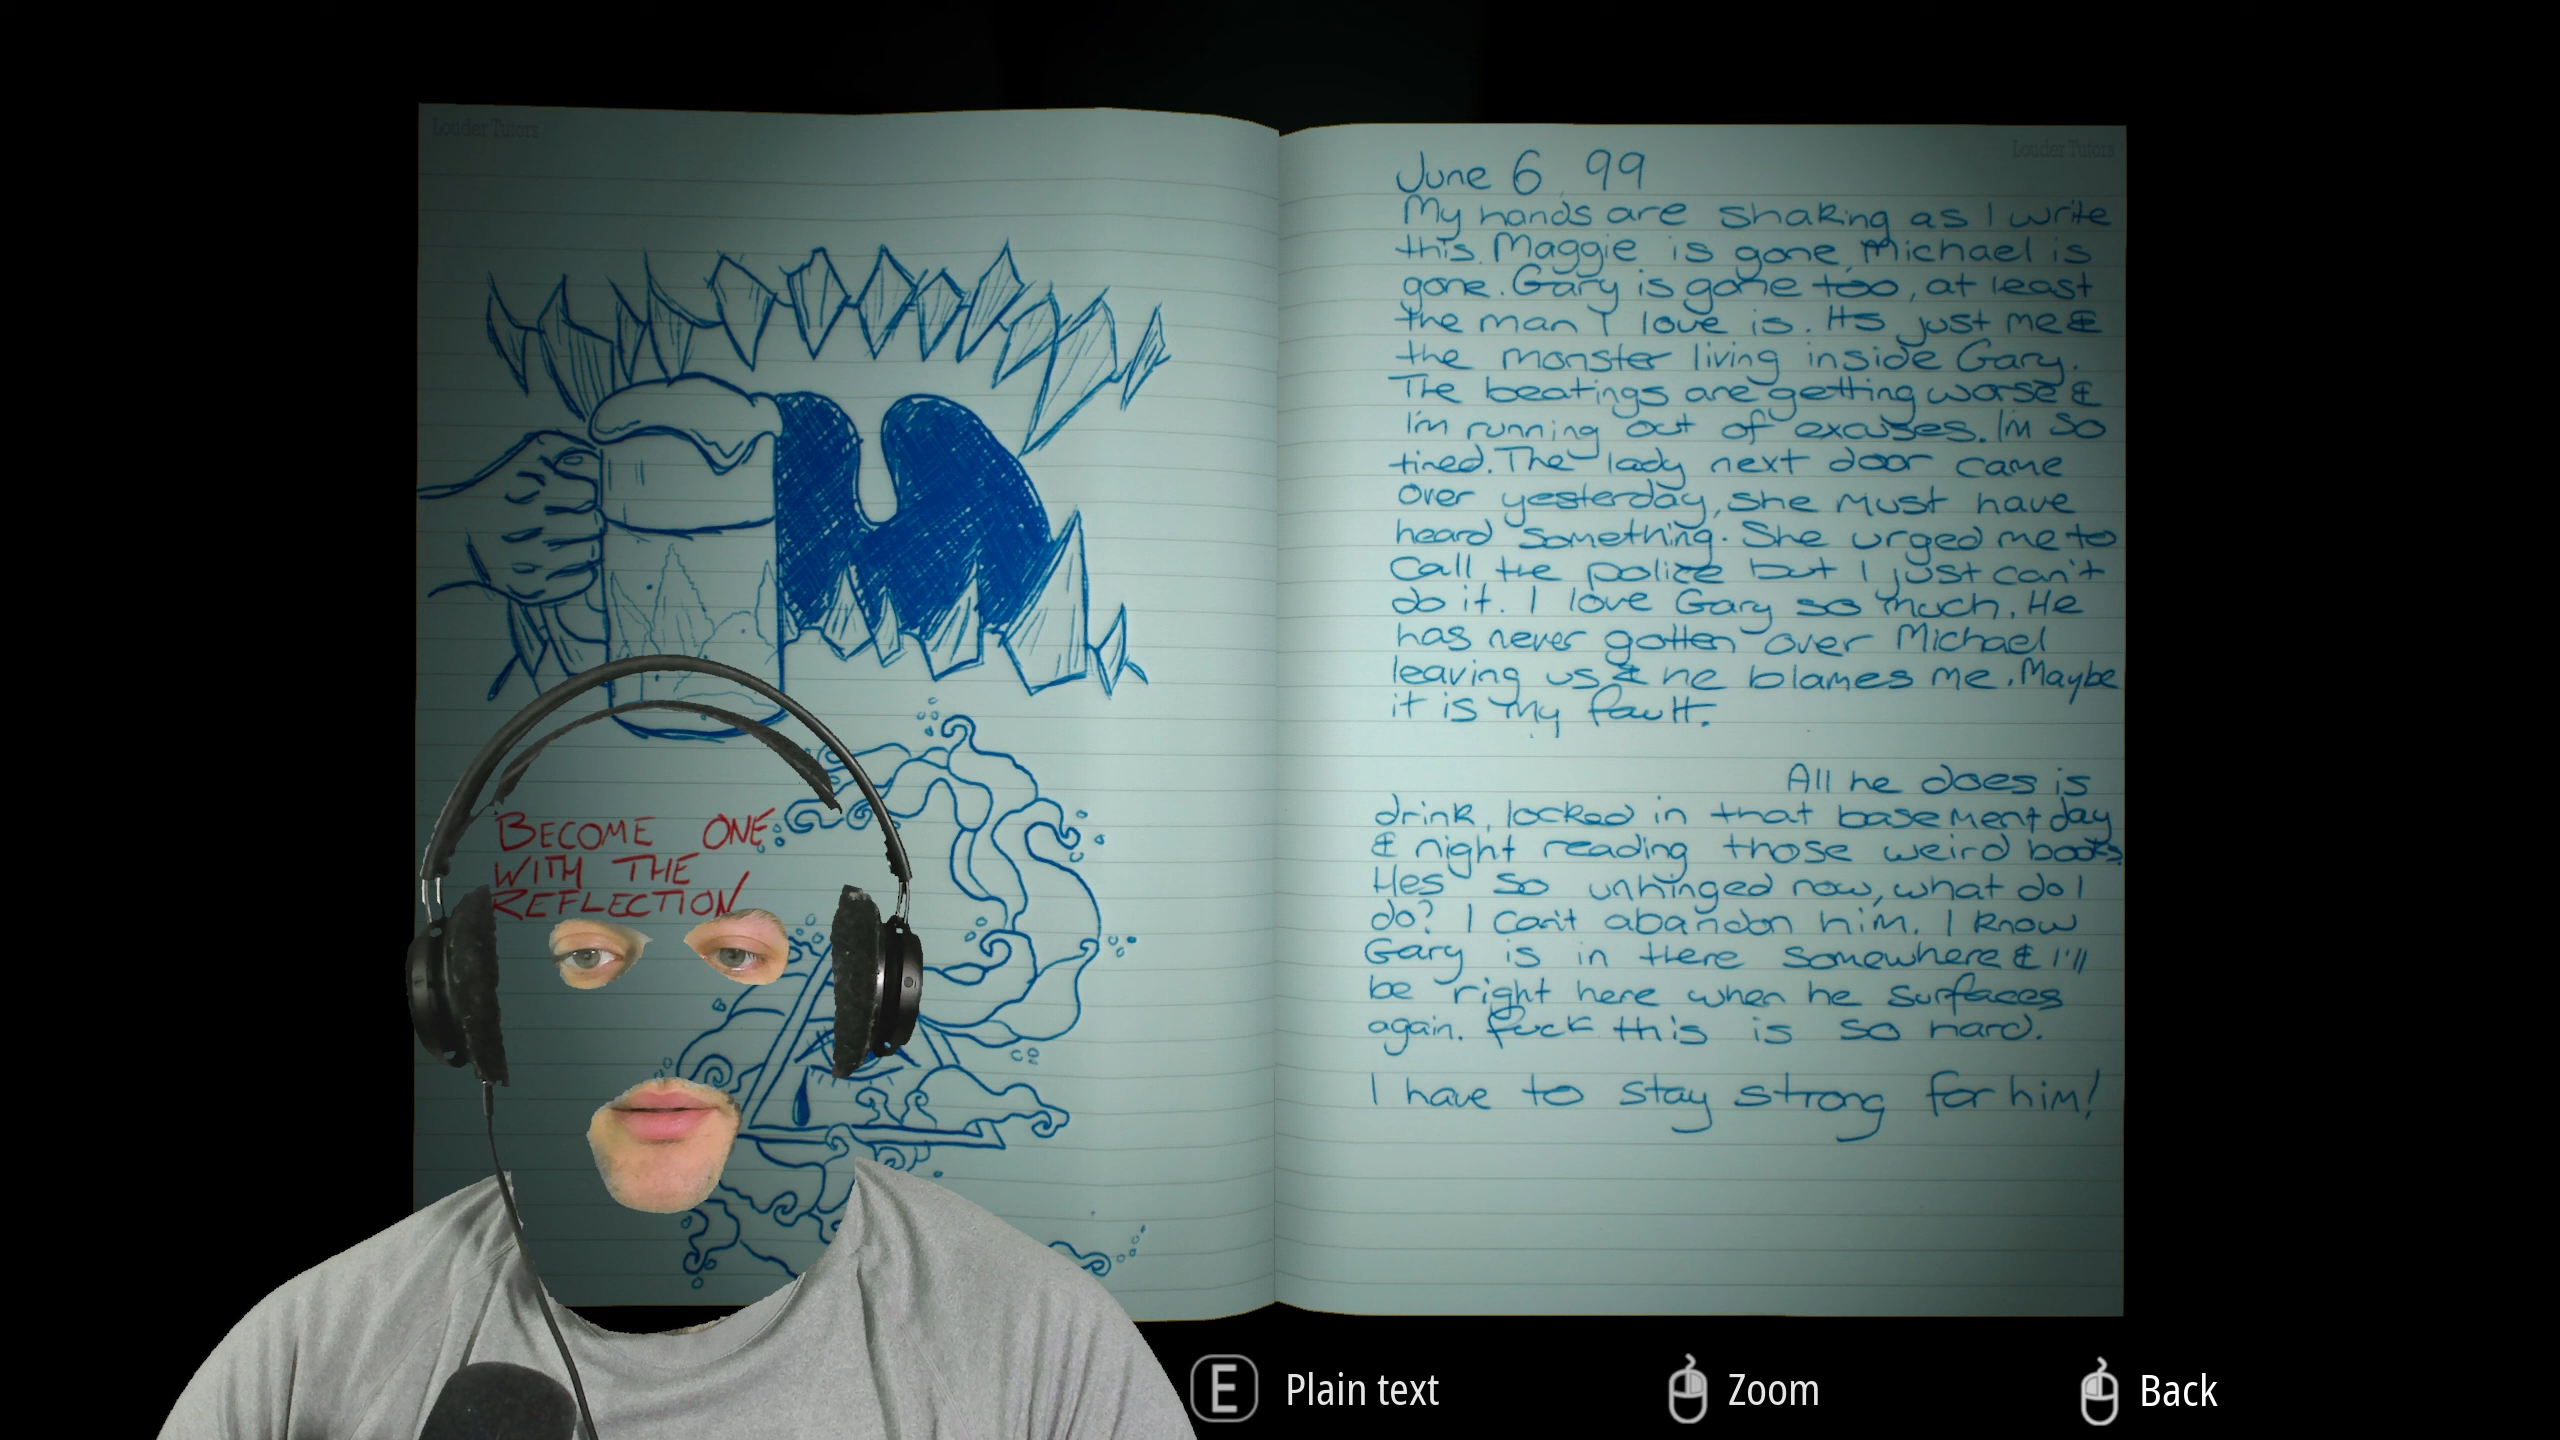 Louder Tutors
BECOME ONE
WITH THE
REFLECTION
Louder Tutors
June 6 99
My hands are shaking as I write
this. Maggie is gone, Michael is
gone. Gary is gone too, at least
the man I love is. Its just me &
the monster living inside Gary.
The beatings are getting worse &
I'm running out of excuses. I'm so
tired. The lady next door came
over yesterday, she must have
heard something. She urged me to
call the police but I just can't
do it. I love Gary so much. He
has never gotten over Michael
leaving us & he blames me. Maybe
it is my fault.
All he does is
drink, locked in that basement day
& night reading those weird books.
Hes so unhinged now, what do I
do? I can't abandon him. I know
Gary is in there somewhere & I'll
be right here when he surfaces
again. fuck this is so hard.
I have to stay strong for him!
E Plain text
Zoom
Back